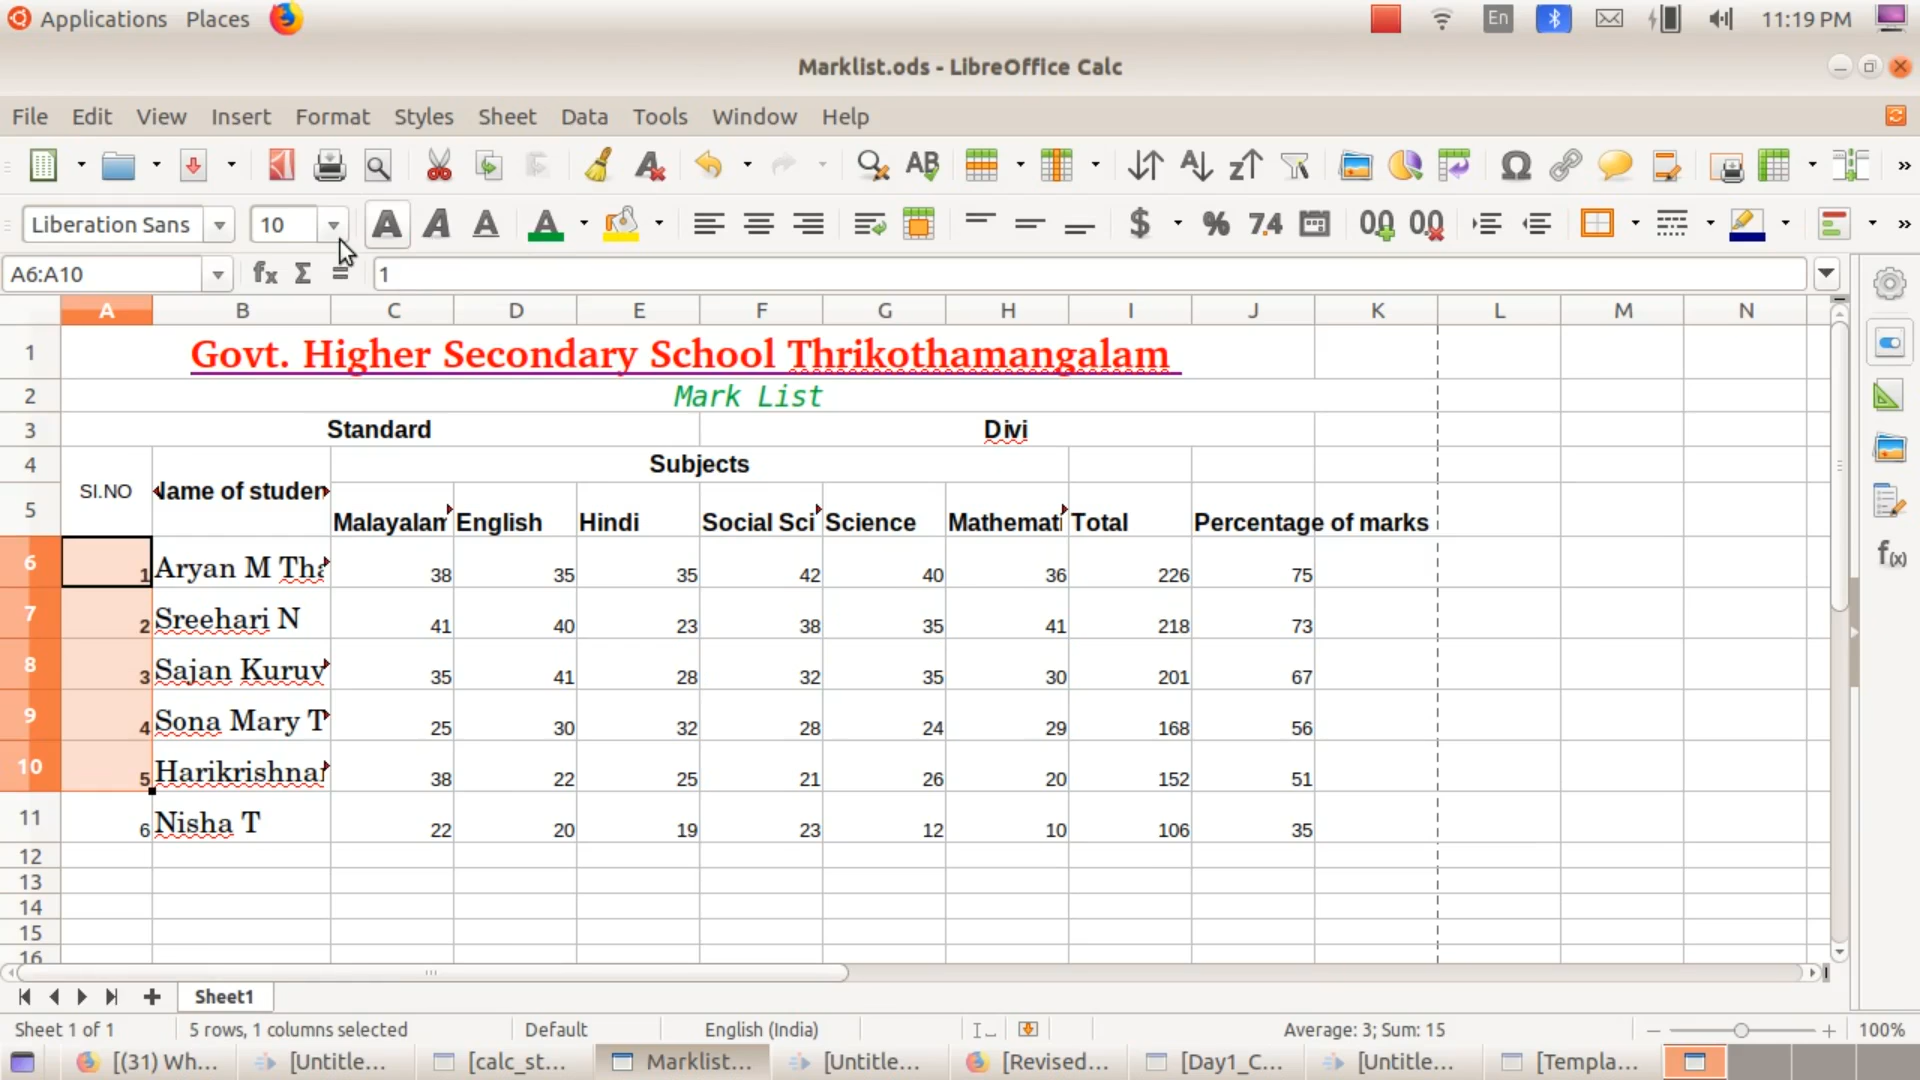 Applications Places En 11:19 PM
Marklist.ods - LibreOffice Calc
File Edit View Insert Format Styles Sheet Data Tools Window Help
Liberation Sans 10
A6:A10 1
A B C D E F G H I J K L M N
1 Govt. Higher Secondary School Thrikothamangalam
2 Mark List
3 Standard Divi
4 Subjects
SI.NO
5 Malayalam English Hindi Social Sci Science Total Percentage of marks
6 1 Aryan M 38 35 35 42 40 36 226 75
7 2 Sreehari N 41 40 23 38 35 41 218 73
8 3 Sajan Kuruv 35 41 28 32 35 30 201 67
9 4 Sona Mary T 25 30 32 28 24 29 168 56
10 5 38 22 25 21 26 20 152 51
11 6 Nisha T 22 20 19 23 12 10 106 35
12
13
14
15
16
Sheet1
Sheet 1 of 1 5 rows, 1 columns selected Default English (India) Average: 3; Sum: 15 100%
[(31) Wh... [Untitle... [calc_st... Marklist... [Untitle... [Revised... [Day1_C... [Untitle... [Templa...